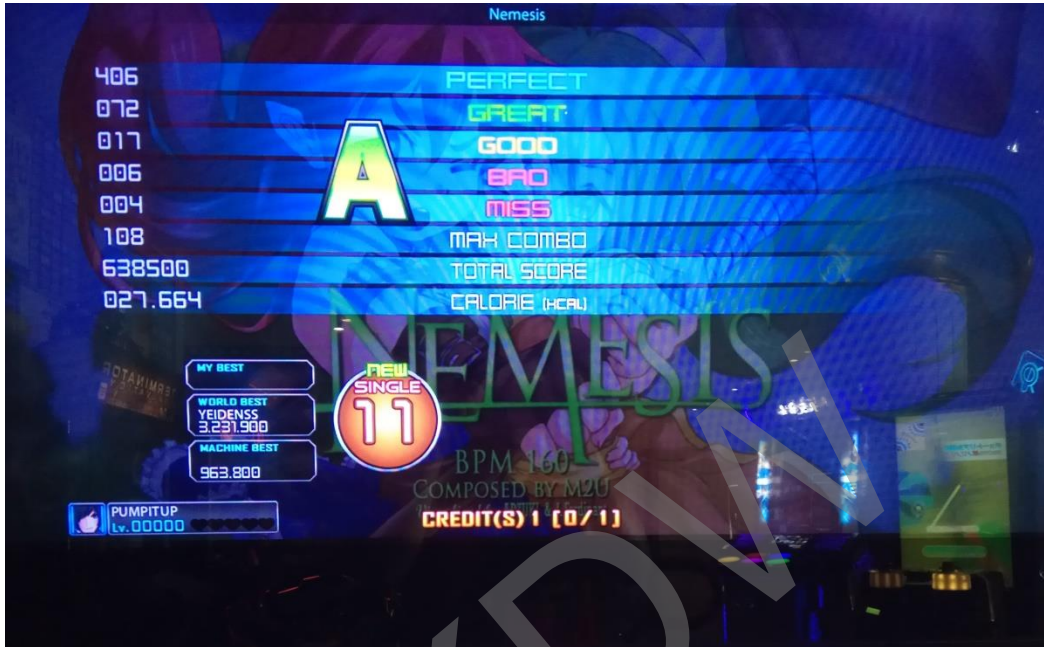 Nemesis
406 PERFECT
072 GREAT
017 GOOD
006 BAD
004 MISS
108 MAX COMBO
638500 TOTAL SCORE
027.664 CALORIE (KCAL)
A
NEMESIS
MY BEST
WORLD BEST
YEIDENSS
3.231.900
MACHINE BEST
963.800
NEW
SINGLE
11
BPM 160
COMPOSED BY M2U
PUMPITUP
Lv.00000
CREDIT(S) 1 [0/1]